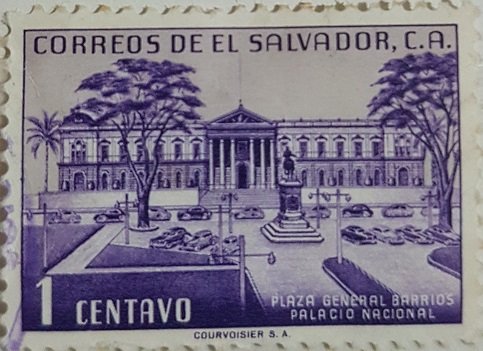 CORREOS DE EL SALVADOR, C.A.
1 CENTAVO
PLAZA GENERAL BARRIOS
PALACIO NACIONAL
COURVOISIER S.A.